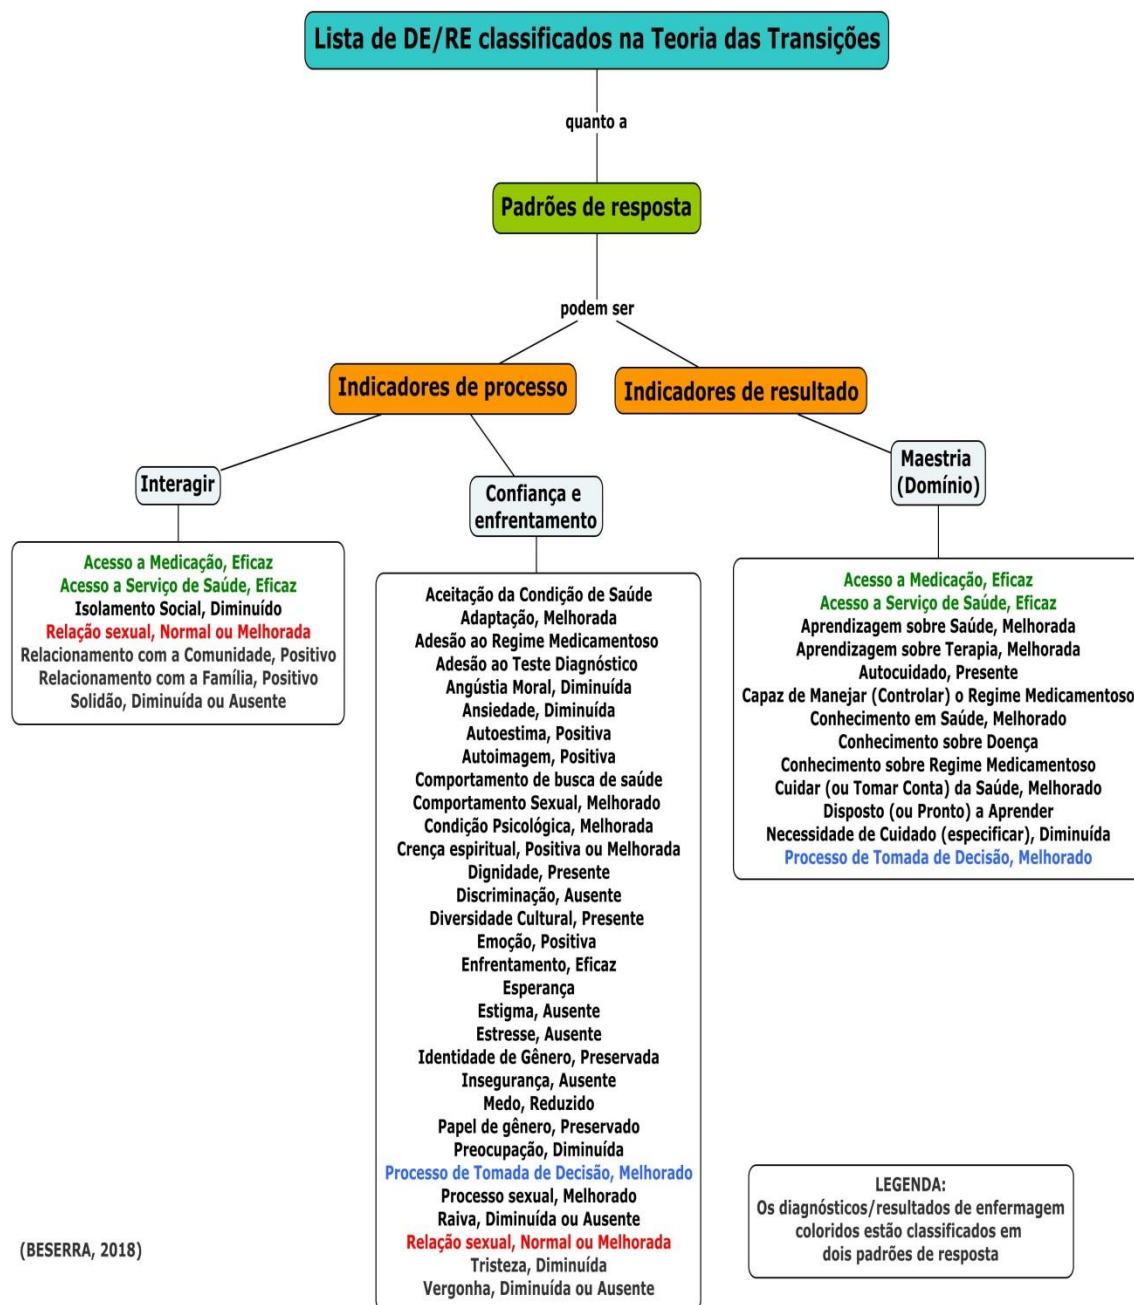 Lista de DE/RE classificados na Teoria das Transições
quanto a
Padrões de resposta
podem ser
Indicadores de processo
Indicadores de resultado
Interagir
Acesso a Medicação, Eficaz
Acesso a Serviço de Saúde, Eficaz
Isolamento Social, Diminuído
Relação sexual, Normal ou Melhorada
Relacionamento com a Comunidade, Positivo
Relacionamento com a Família, Positivo
Solidão, Diminuída ou Ausente
Confiança e
enfrentamento
Aceitação da Condição de Saúde
Adaptação, Melhorada
Adesão ao Regime Medicamentoso
Adesão ao Teste Diagnóstico
Angústia Moral, Diminuída
Ansiedade, Diminuída
Autoestima, Positiva
Autoimagem, Positiva
Comportamento de busca de saúde
Comportamento Sexual, Melhorado
Condição Psicológica, Melhorada
Crença espiritual, Positiva ou Melhorada
Dignidade, Presente
Discriminação, Ausente
Diversidade Cultural, Presente
Emoção, Positiva
Enfrentamento, Eficaz
Esperança
Estigma, Ausente
Estresse, Ausente
Identidade de Gênero, Preservada
Insegurança, Ausente
Medo, Reduzido
Papel de gênero, Preservado
Preocupação, Diminuída
Processo de Tomada de Decisão, Melhorado
Processo sexual, Melhorado
Raiva, Diminuída ou Ausente
Relação sexual, Normal ou Melhorada
Tristeza, Diminuída
Vergonha, Diminuída ou Ausente
Maestria
(Domínio)
Acesso a Medicação, Eficaz
Acesso a Serviço de Saúde, Eficaz
Aprendizagem sobre Saúde, Melhorada
Aprendizagem sobre Terapia, Melhorada
Autocuidado, Presente
Capaz de Manejar (Controlar) o Regime Medicamentoso
Conhecimento em Saúde, Melhorado
Conhecimento sobre Doença
Conhecimento sobre Regime Medicamentoso
Cuidar (ou Tomar Conta) da Saúde, Melhorado
Disposto (ou Pronto) a Aprender
Necessidade de Cuidado (especificar), Diminuída
Processo de Tomada de Decisão, Melhorado
LEGENDA:
Os diagnósticos/resultados de enfermagem
coloridos estão classificados em
dois padrões de resposta
(BESERRA, 2018)